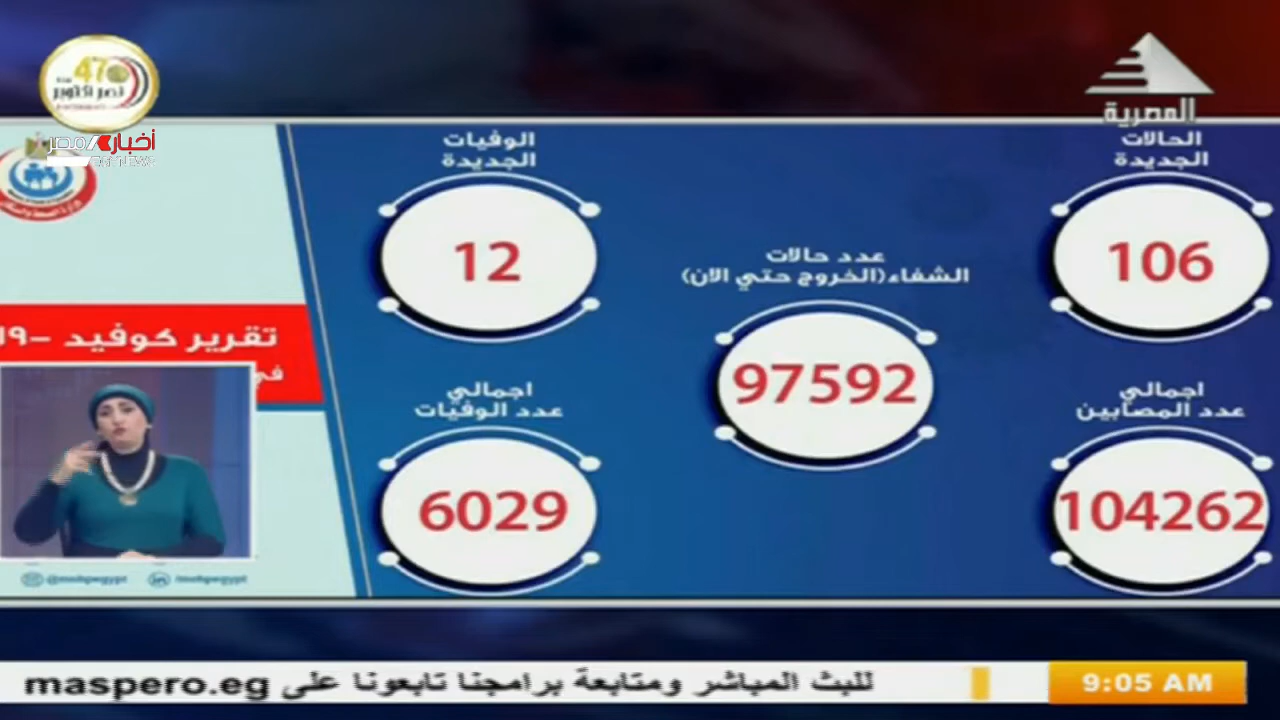 47
نصر أكتوبر
المصرية
أخبار مصر
الحالات
الجديدة
106
الوفيات
الجديدة
12
عدد حالات
الشفاء(الخروج حتي الان)
97592
اجمالي
عدد المصابين
104262
اجمالي
عدد الوفيات
6029
تقرير كوفيد -١٩
في
@mohpegypt
/mohpegypt
للبث المباشر ومتابعة برامجنا تابعونا على maspero.eg
9:05 AM